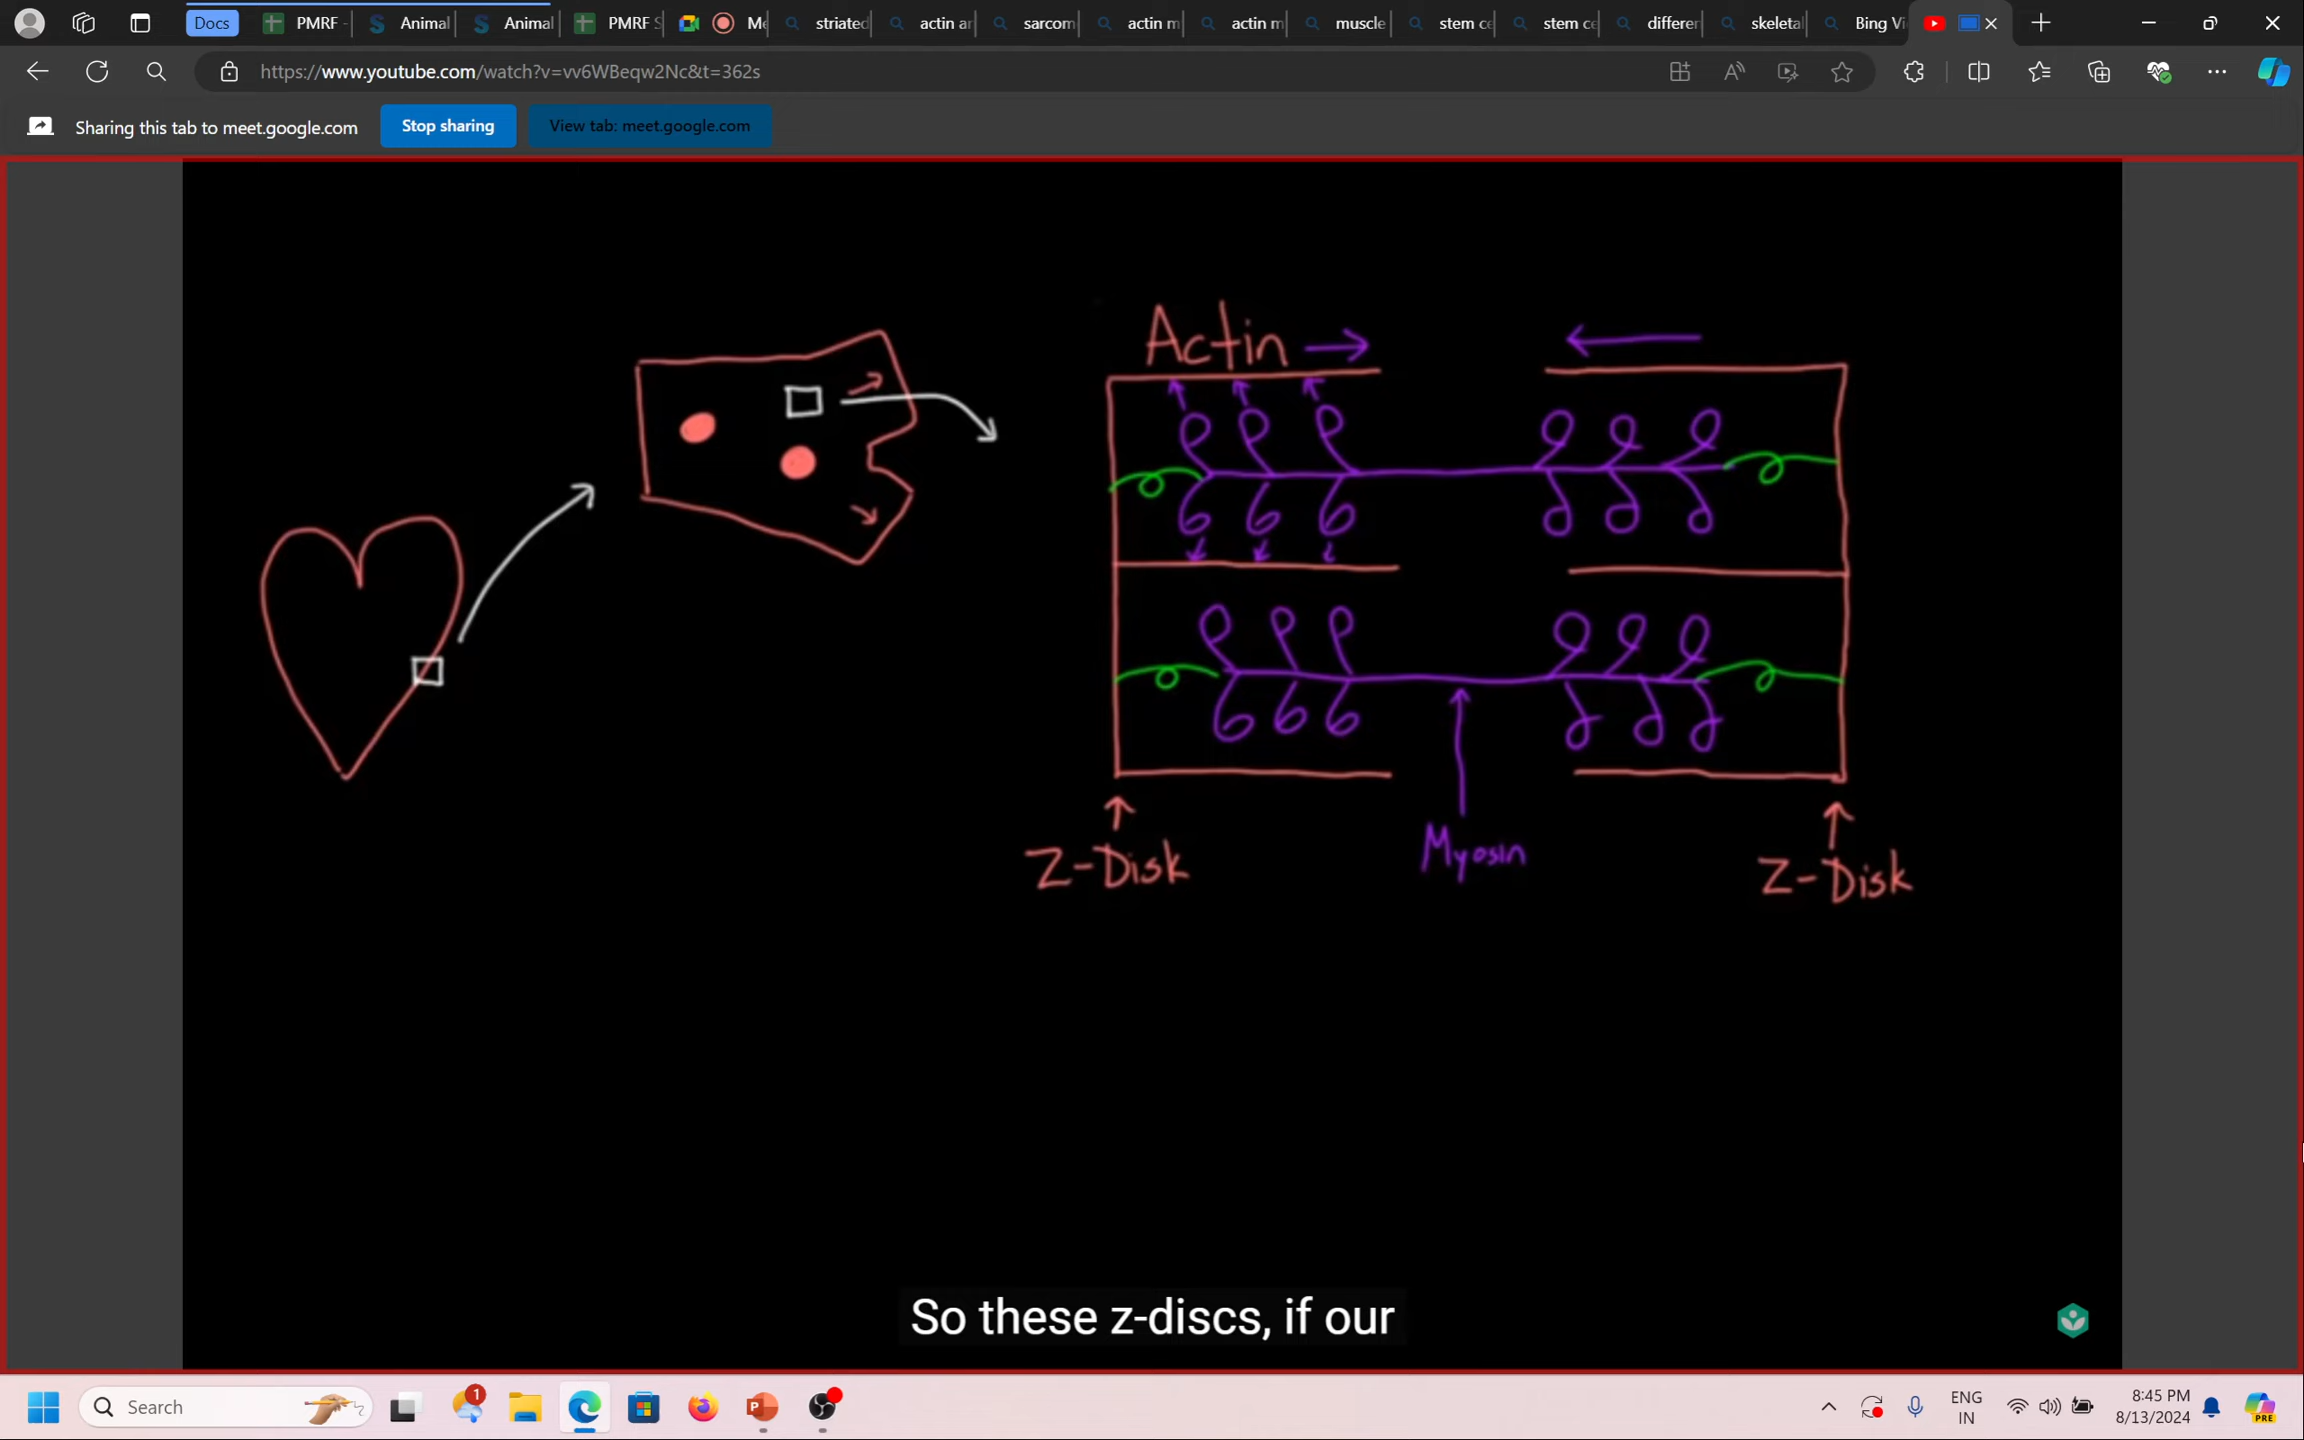 Docs PMRF - Animal Animal PMRF S Me striated actin ar sarcom actin m actin m muscle stem ce stem ce differer skeletal Bing Vi
https://www.youtube.com/watch?v=vv6WBeqw2Nc&t=362s
Sharing this tab to meet.google.com Stop sharing View tab: meet.google.com
Actin
Z-Disk Myosin Z-Disk
So these z-discs, if our
Search 1 ENG 8:45 PM
IN 8/13/2024 PRE